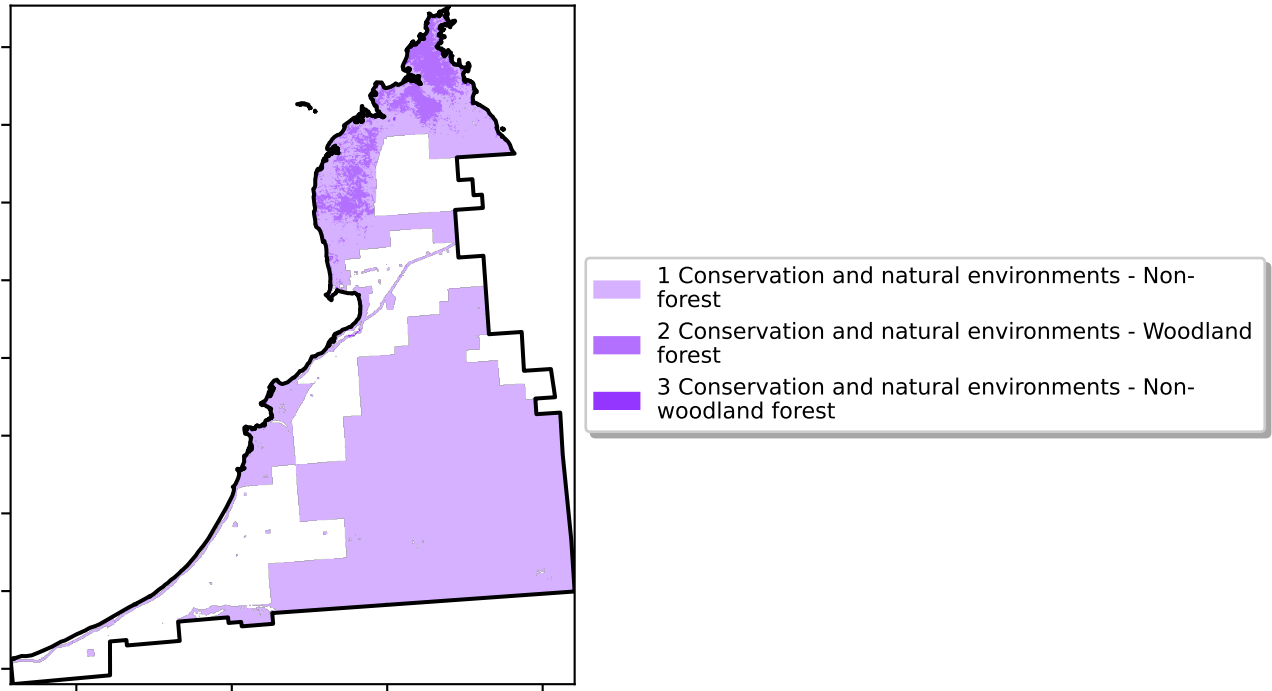 1 Conservation and natural environments - Non-
forest
2 Conservation and natural environments - Woodland
forest
3 Conservation and natural environments - Non-
woodland forest